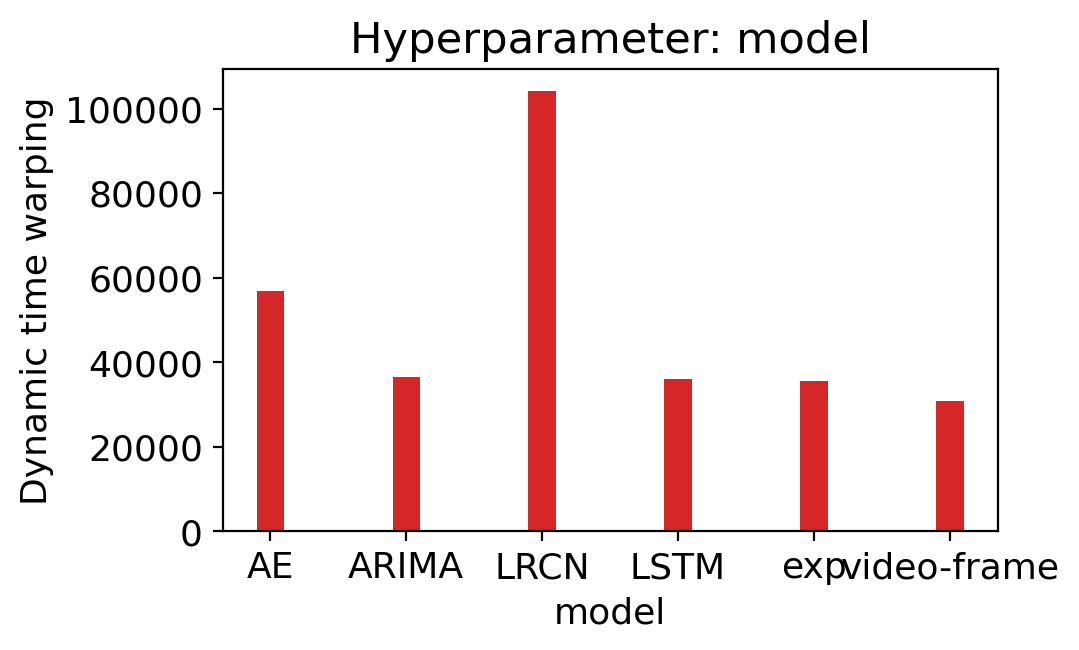 Hyperparameter: model
Dynamic time warping
100000
80000
60000
40000
20000
0
AE ARIMA LRCN LSTM exp video-frame
model